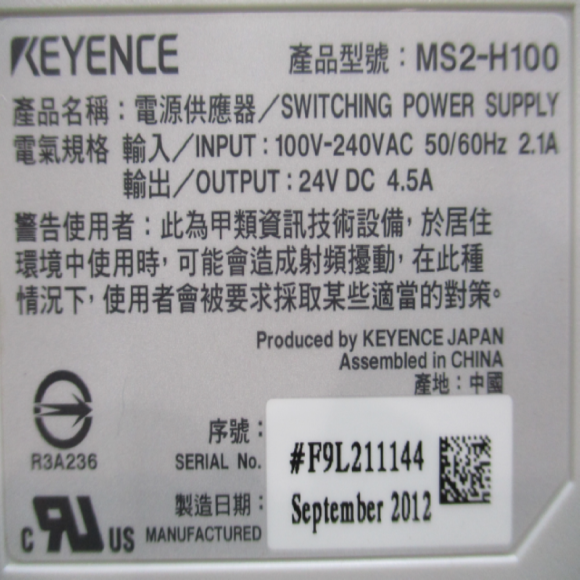 KEYENCE 產品型號：MS2-H100
產品名稱：電源供應器／SWITCHING POWER SUPPLY
電氣規格 輸入／INPUT：100V-240VAC 50/60Hz 2.1A
輸出／OUTPUT：24V DC 4.5A
警告使用者：此為甲類資訊技術設備，於居住
環境中使用時，可能會造成射頻擾動，在此種
情況下，使用者會被要求採取某些適當的對策。
Produced by KEYENCE JAPAN
Assembled in CHINA
產地：中國
R3A236
序號：
SERIAL No.
#F9L211144
製造日期：
MANUFACTURED
September 2012
c RU US